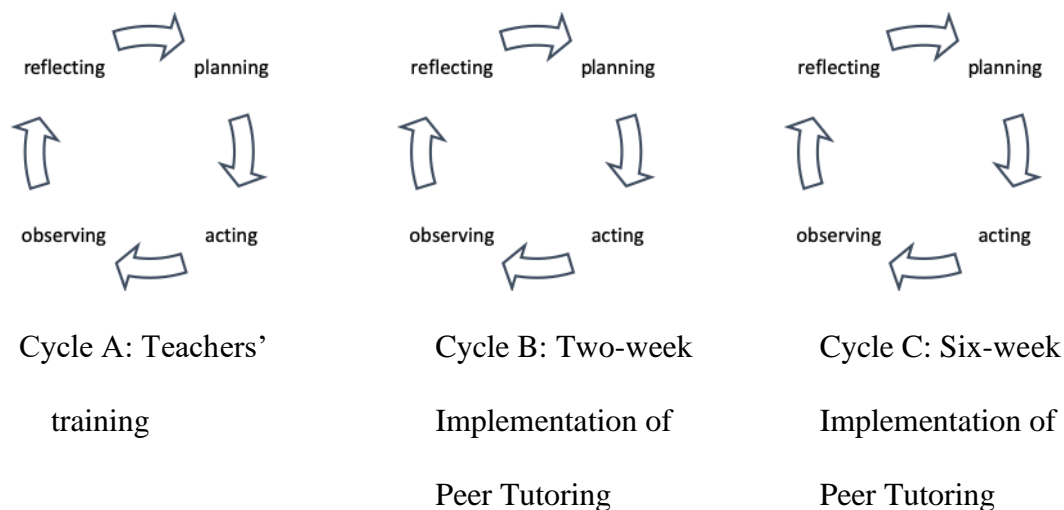 reflecting planning
observing acting
reflecting planning
observing acting
reflecting planning
observing acting
Cycle A: Teachers’
training
Cycle B: Two-week
Implementation of
Peer Tutoring
Cycle C: Six-week
Implementation of
Peer Tutoring